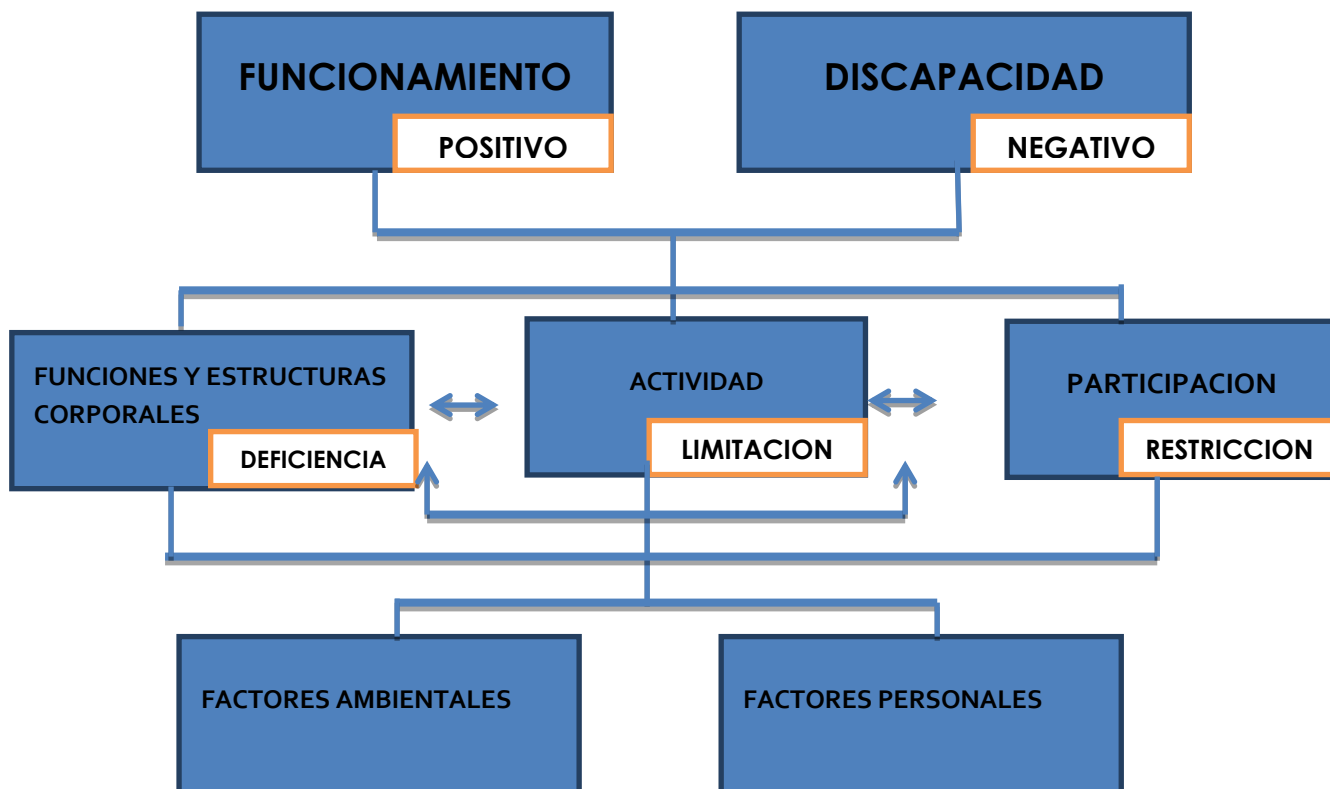 FUNCIONAMIENTO
POSITIVO
DISCAPACIDAD
NEGATIVO
FUNCIONES Y ESTRUCTURAS
CORPORALES
DEFICIENCIA
ACTIVIDAD
LIMITACION
PARTICIPACION
RESTRICCION
FACTORES AMBIENTALES
FACTORES PERSONALES